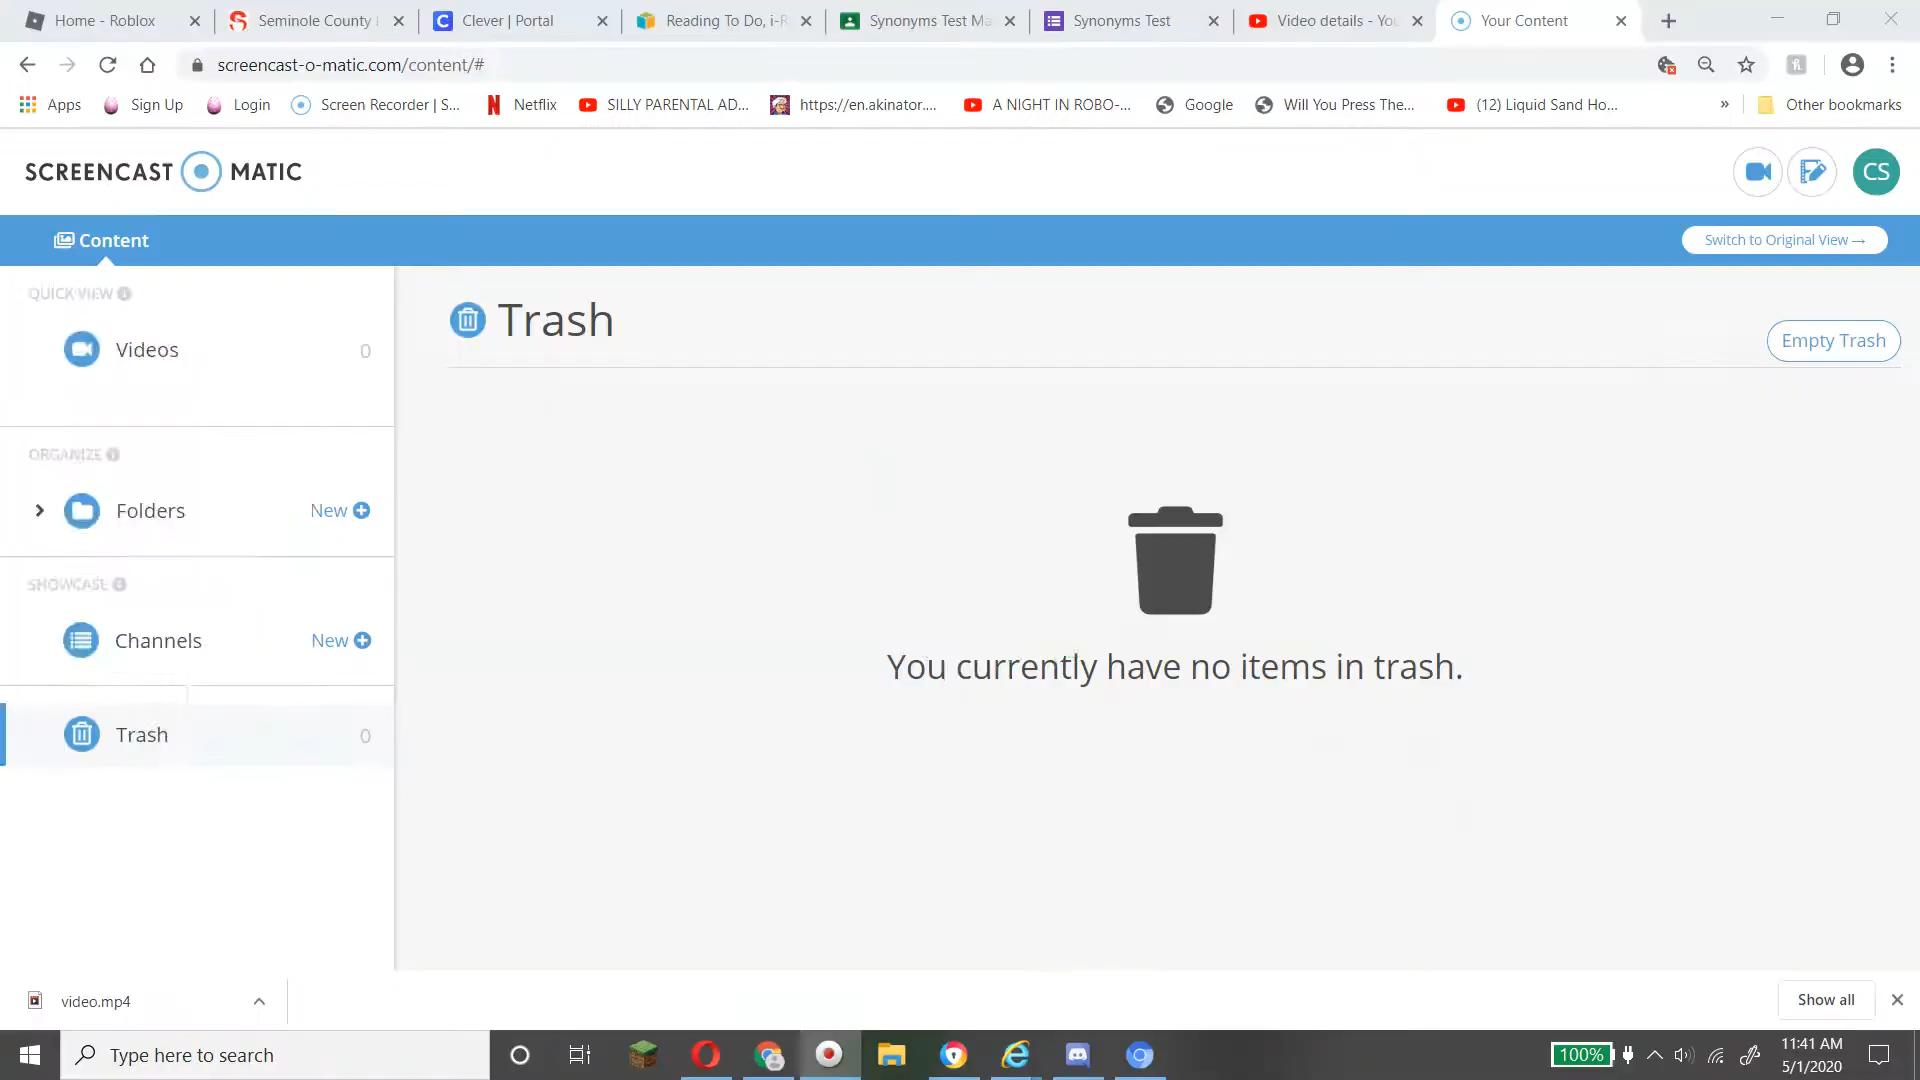 Home - Roblox
Seminole County
Clever | Portal
Reading To Do, i-R
Synonyms Test Ma
Synonyms Test
Video details - You
Your Content
screencast-o-matic.com/content/#
Apps
Sign Up
Login
Screen Recorder | S...
Netflix
SILLY PARENTAL AD...
https://en.akinator....
A NIGHT IN ROBO-...
Google
Will You Press The...
(12) Liquid Sand Ho...
»
Other bookmarks
SCREENCAST O MATIC
CS
Content
Switch to Original View →
QUICK VIEW
Videos 0
ORGANIZE
Folders New
SHOWCASE
Channels New
Trash 0
Trash
Empty Trash
You currently have no items in trash.
video.mp4
Show all
Type here to search
100%
11:41 AM
5/1/2020